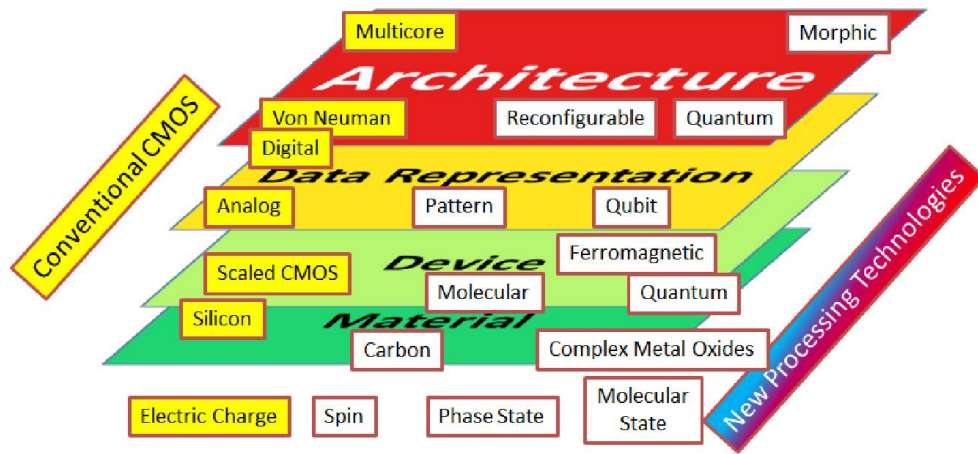 Multicore
Morphic
Architecture
Von Neuman
Reconfigurable
Quantum
Digital
Data Representation
Analog
Pattern
Qubit
Ferromagnetic
Device
Scaled CMOS
Molecular
Quantum
Silicon
Material
Carbon
Complex Metal Oxides
Electric Charge
Spin
Phase State
Molecular
State
Conventional CMOS
New Processing Technologies